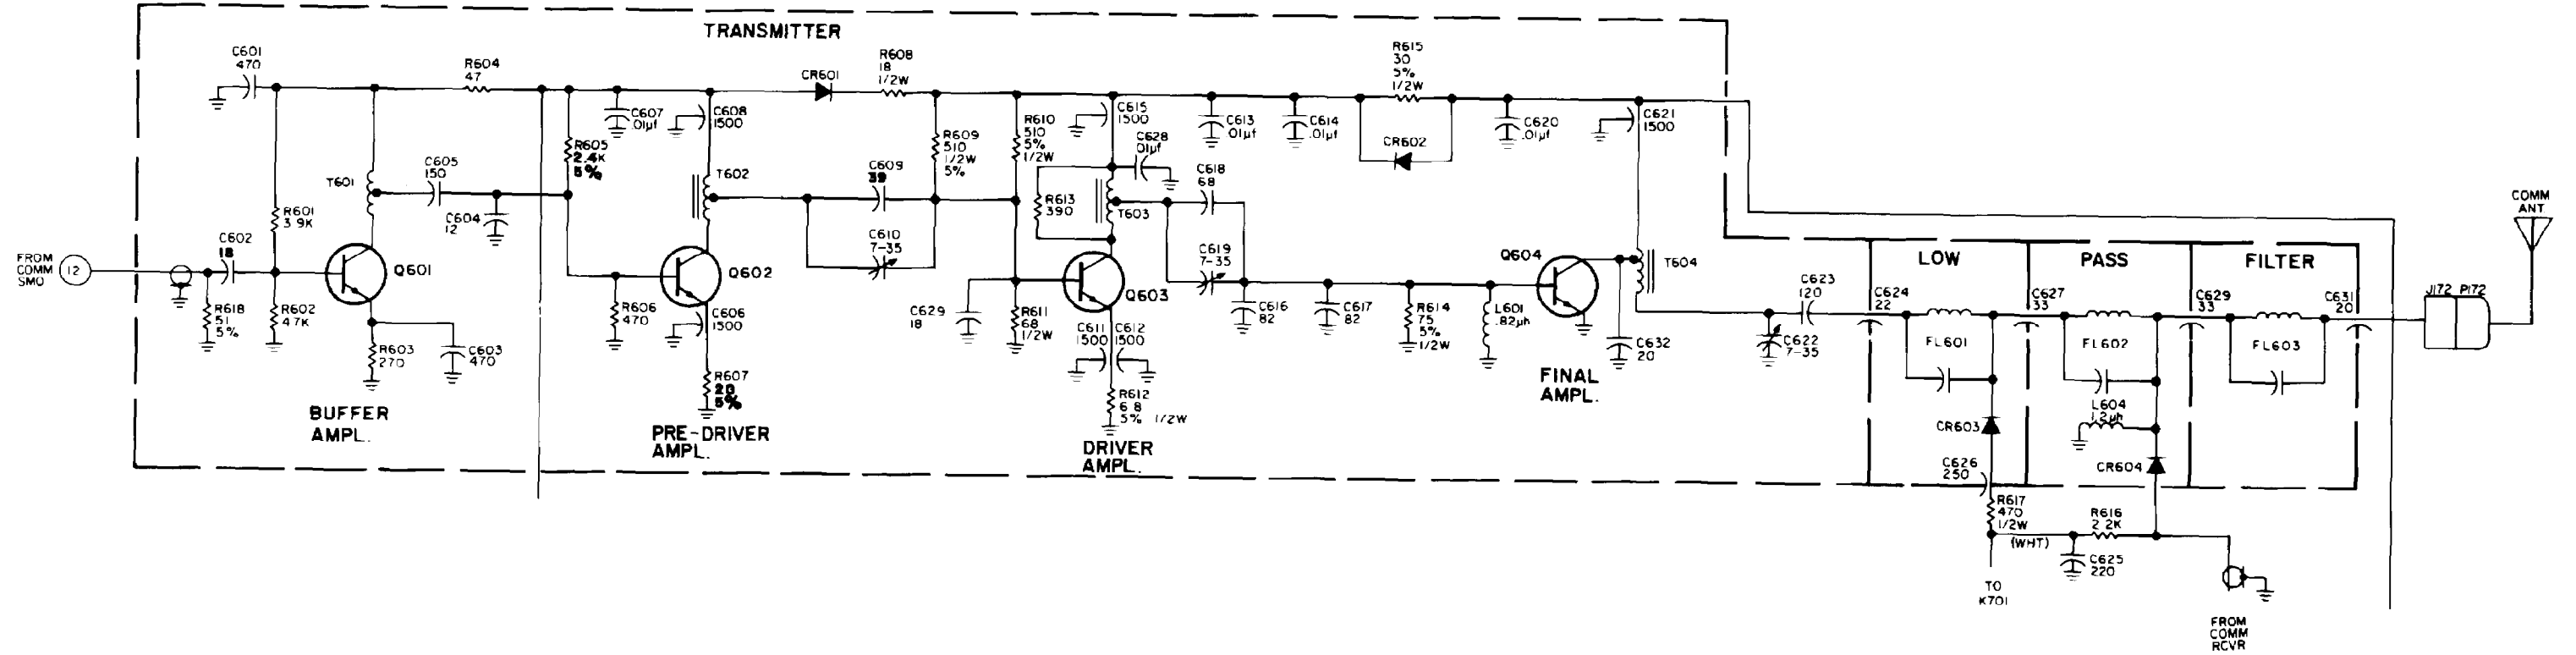 TRANSMITTER
C601
470
R604
47
CR601
R608
18
1/2W
R615
30
5%
1/2W
C607
.01µf
C608
1500
R605
2.4K
5%
R609
510
1/2W
5%
R610
510
5%
1/2W
C615
1500
C628
.01µf
C613
.01µf
C614
.01µf
CR602
C620
.01µf
C621
1500
T601
C605
150
T602
C609
39
C618
68
R613
390
T603
R601
3.9K
C604
12
C602
18
C610
7-35
C619
7-35
FROM
COMM
SMO
12
Q601
Q602
Q603
Q604
T604
R618
51
5%
R602
4.7K
R606
470
C606
1500
C629
18
R611
68
1/2W
C611
1500
C612
1500
C616
82
C617
82
R614
75
5%
1/2W
L601
.82µh
C632
20
C623
120
C622
7-35
R603
270
C603
470
R607
5%
R612
6.8
5% 1/2W
BUFFER
AMPL.
PRE-DRIVER
AMPL.
DRIVER
AMPL.
FINAL
AMPL.
LOW
PASS
FILTER
C624
22
C627
33
C629
33
C631
20
FL601
FL602
FL603
J172
P172
COMM
ANT.
L604
1.2µh
CR603
CR604
C626
250
R617
470
1/2W
(WHT)
R616
2.2K
C625
220
TO
K701
FROM
COMM
RCVR